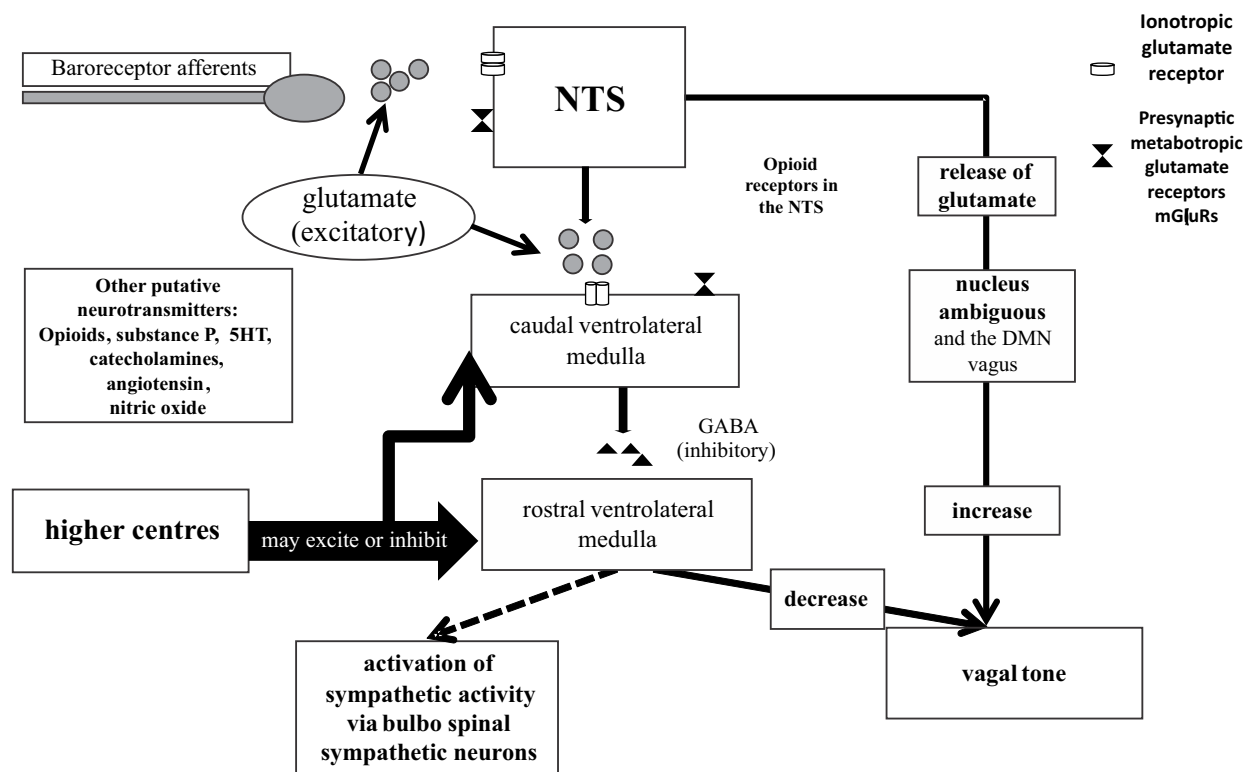 Baroreceptor afferents
NTS
Ionotropic
glutamate
receptor
Presynaptic
metabotropic
glutamate
receptors
mGluRs
Opioid
receptors in
the NTS
release of
glutamate
glutamate
(excitatory)
Other putative
neurotransmitters:
Opioids, substance P, 5HT,
catecholamines,
angiotensin,
nitric oxide
nucleus
ambiguous
and the DMN
vagus
caudal ventrolateral
medulla
GABA
(inhibitory)
higher centres
may excite or inhibit
rostral ventrolateral
medulla
increase
decrease
activation of
sympathetic activity
via bulbo spinal
sympathetic neurons
vagal tone